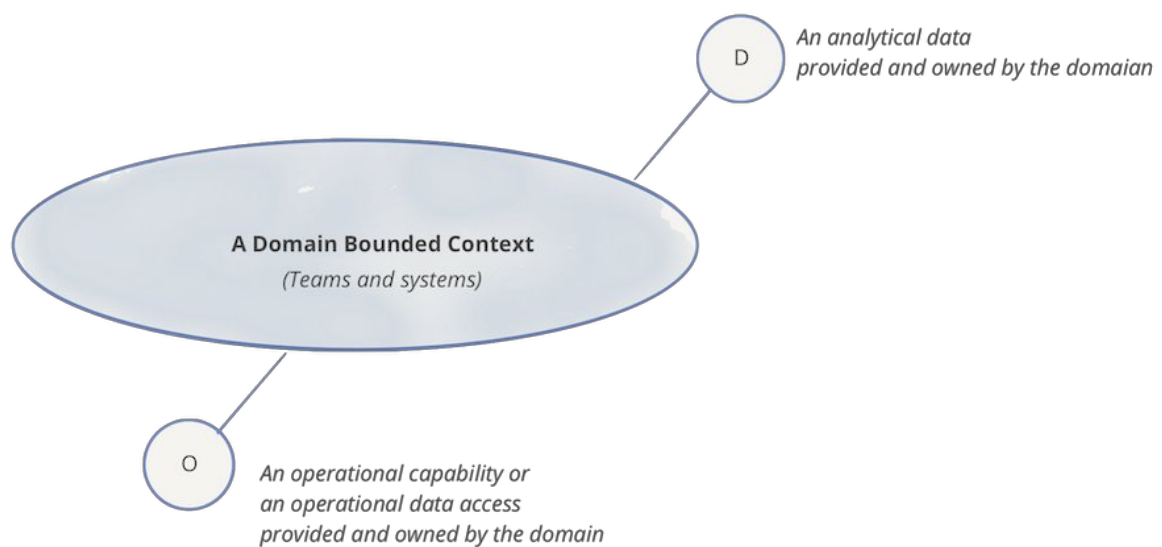 D
An analytical data
provided and owned by the domaian
A Domain Bounded Context
(Teams and systems)
O
An operational capability or
an operational data access
provided and owned by the domain